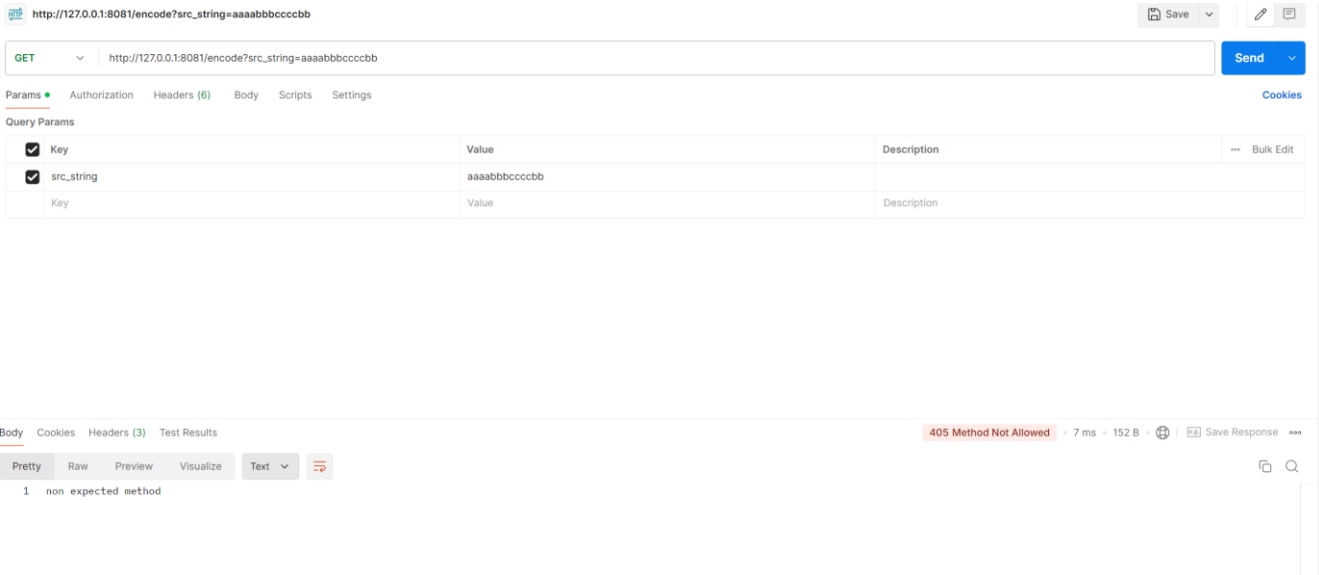 HTTP http://127.0.0.1:8081/encode?src_string=aaaabbbccccbb Save
GET http://127.0.0.1:8081/encode?src_string=aaaabbbccccbb Send
Params Authorization Headers (6) Body Scripts Settings Cookies
Query Params
Key Value Description Bulk Edit
src_string aaaabbbccccbb
Key Value Description
Body Cookies Headers (3) Test Results 405 Method Not Allowed 7 ms 152 B Save Response
Pretty Raw Preview Visualize Text
1 non expected method